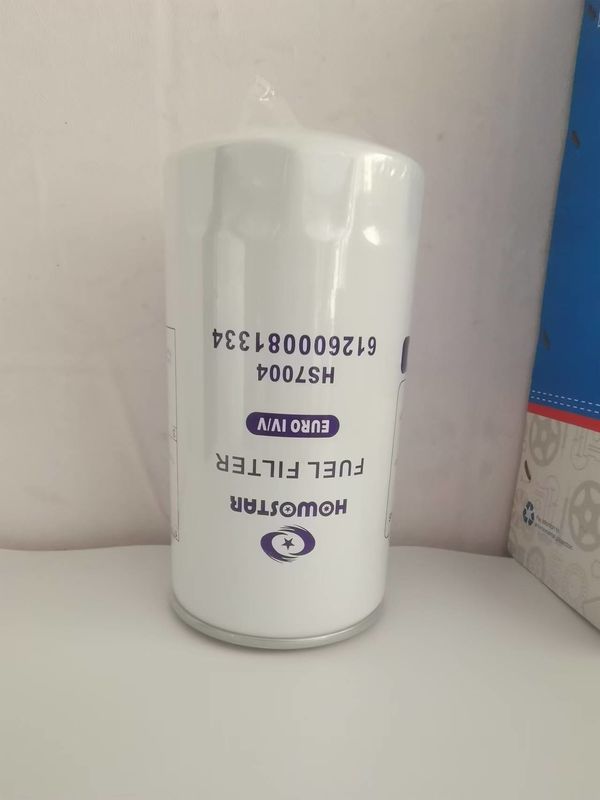 HOWOSTAR
FUEL FILTER
EURO IV/V
HS7004
612600081334